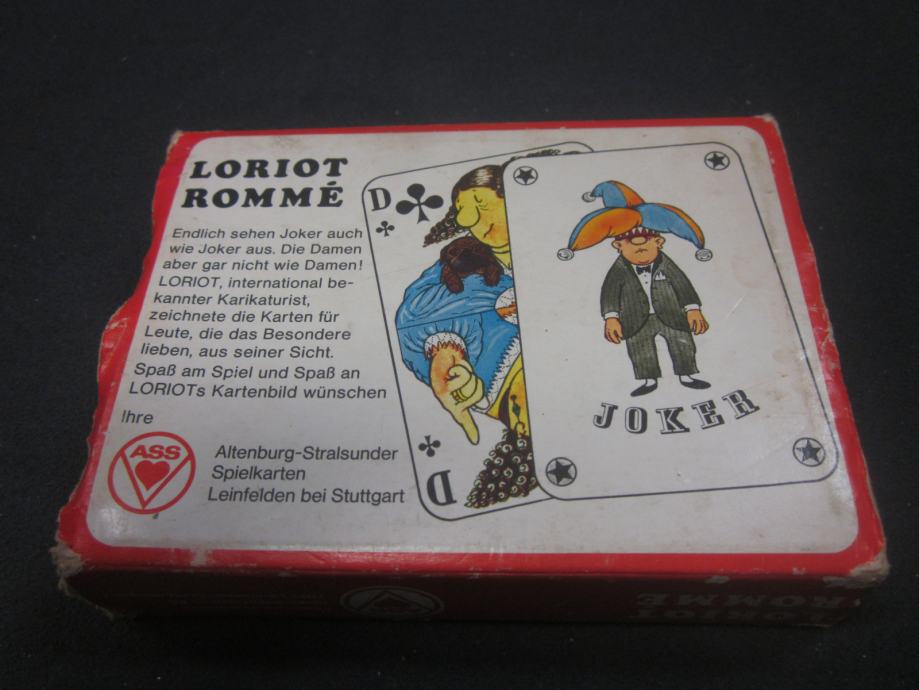 LORIOT
ROMMÉ
Endlich sehen Joker auch
wie Joker aus. Die Damen
aber gar nicht wie Damen!
LORIOT, international be-
kannter Karikaturist,
zeichnete die Karten für
Leute, die das Besondere
lieben, aus seiner Sicht.
Spaß am Spiel und Spaß an
LORIOTs Kartenbild wünschen
Ihre
ASS
Altenburg-Stralsunder
Spielkarten
Leinfelden bei Stuttgart
D
D
JOKER
LORIOT
ROMMÉ